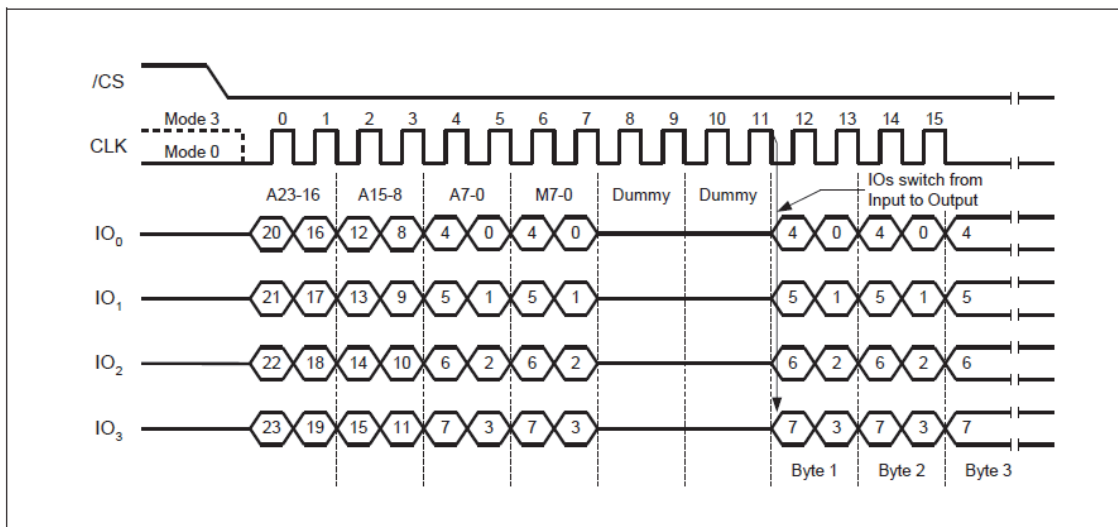 /CS
Mode 3 0 1 2 3 4 5 6 7 8 9 10 11 12 13 14 15
CLK
Mode 0
A23-16 A15-8 A7-0 M7-0 Dummy Dummy IOs switch from
Input to Output
IO0 20 16 12 8 4 0 4 0 4 0 4 0 4
IO1 21 17 13 9 5 1 5 1 5 1 5 1 5
IO2 22 18 14 10 6 2 6 2 6 2 6 2 6
IO3 23 19 15 11 7 3 7 3 7 3 7 3 7
Byte 1 Byte 2 Byte 3